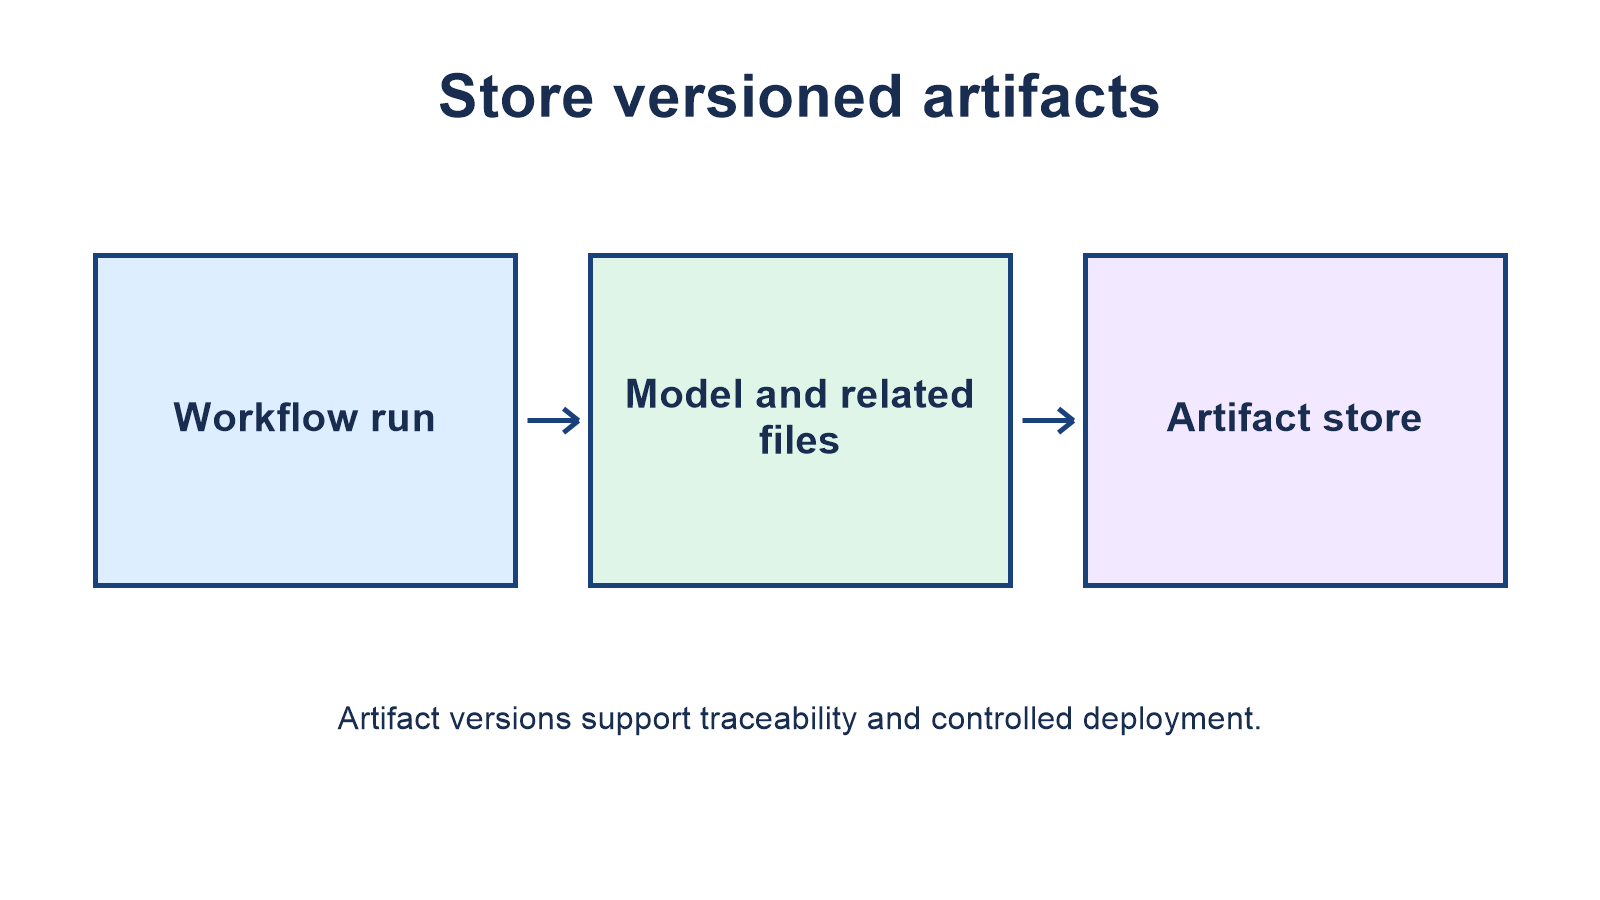 Store versioned artifacts
Workflow run
Model and related
files
Artifact store
Artifact versions support traceability and controlled deployment.